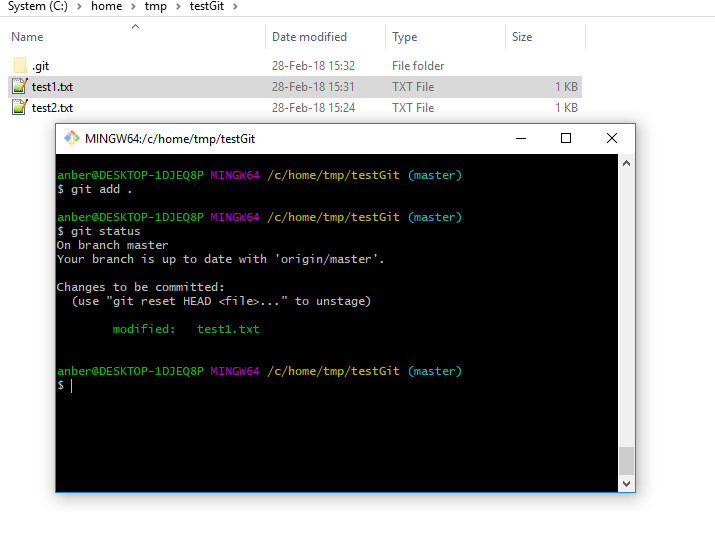 System (C:) > home > tmp > testGit >
Name Date modified Type Size
.git 28-Feb-18 15:32 File folder
test1.txt 28-Feb-18 15:31 TXT File 1 KB
test2.txt 28-Feb-18 15:24 TXT File 1 KB
MINGW64:/c/home/tmp/testGit
anber@DESKTOP-1DJEQ8P MINGW64 /c/home/tmp/testGit (master)
$ git add .
anber@DESKTOP-1DJEQ8P MINGW64 /c/home/tmp/testGit (master)
$ git status
On branch master
Your branch is up to date with 'origin/master'.
Changes to be committed:
(use "git reset HEAD <file>..." to unstage)
modified: test1.txt
anber@DESKTOP-1DJEQ8P MINGW64 /c/home/tmp/testGit (master)
$